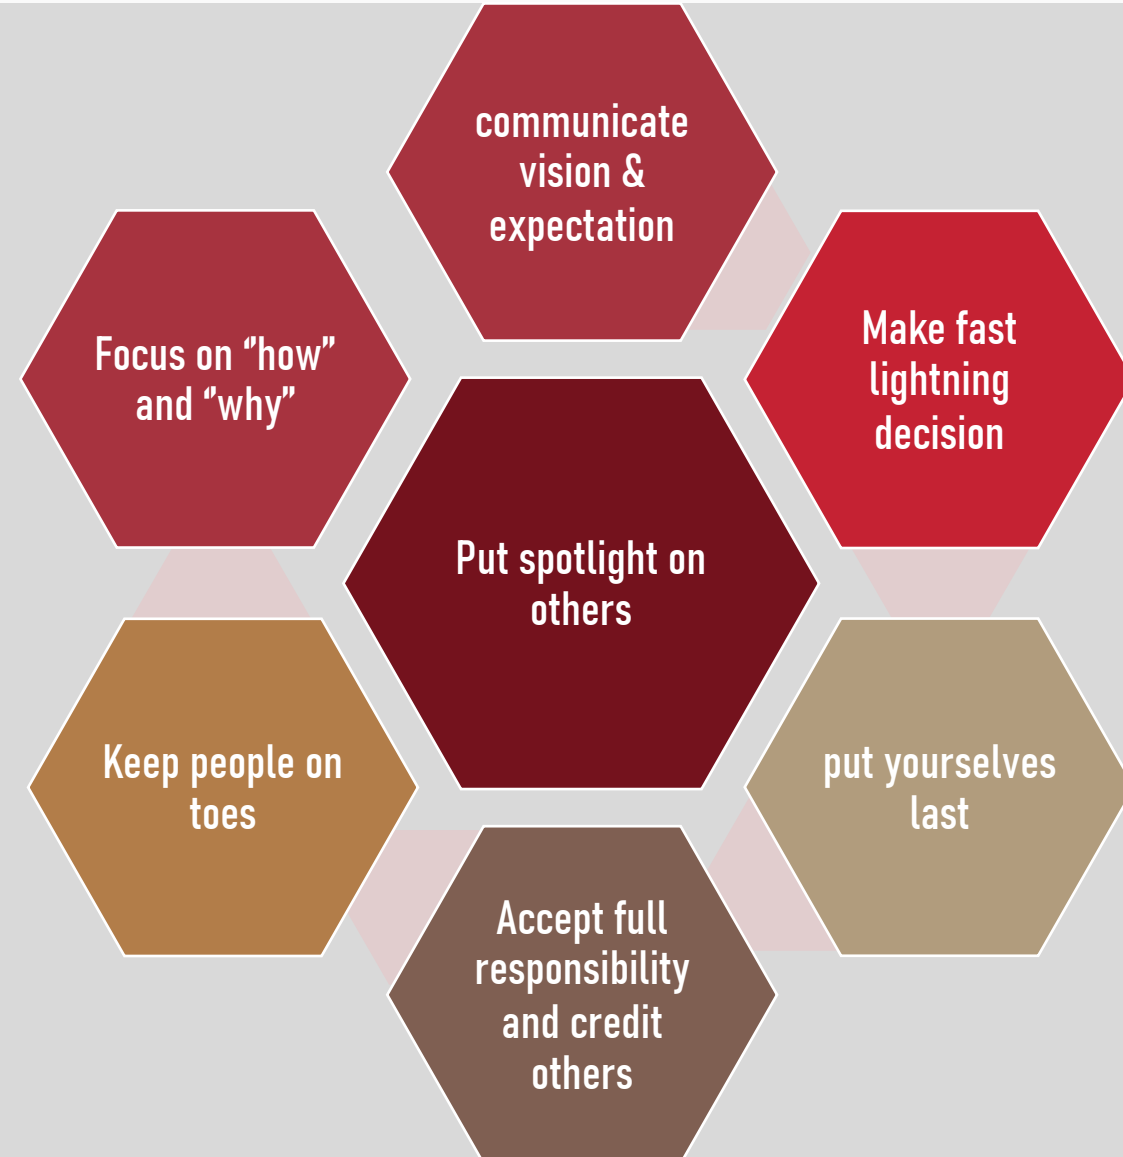 communicate
vision &
expectation
Make fast
lightning
decision
Focus on “how”
and “why”
Put spotlight on
others
Keep people on
toes
put yourselves
last
Accept full
responsibility
and credit
others